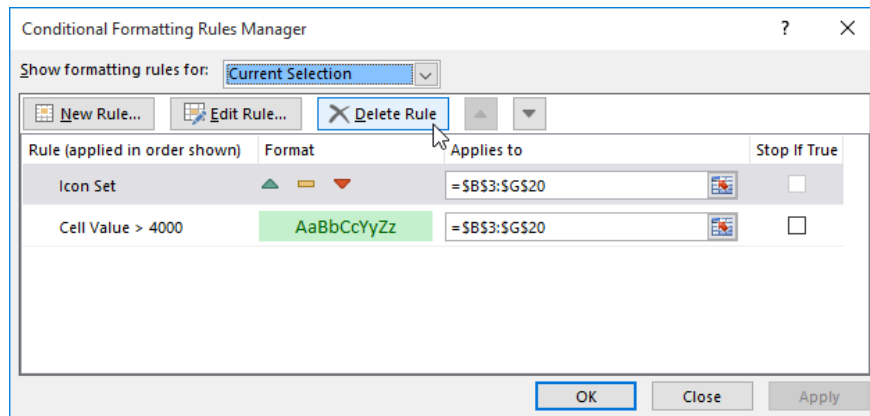 Conditional Formatting Rules Manager ?
Show formatting rules for: Current Selection
New Rule... Edit Rule... Delete Rule
Rule (applied in order shown) Format Applies to Stop If True
Icon Set =$B$3:$G$20
Cell Value > 4000 AaBbCcYyZz =$B$3:$G$20
OK Close Apply